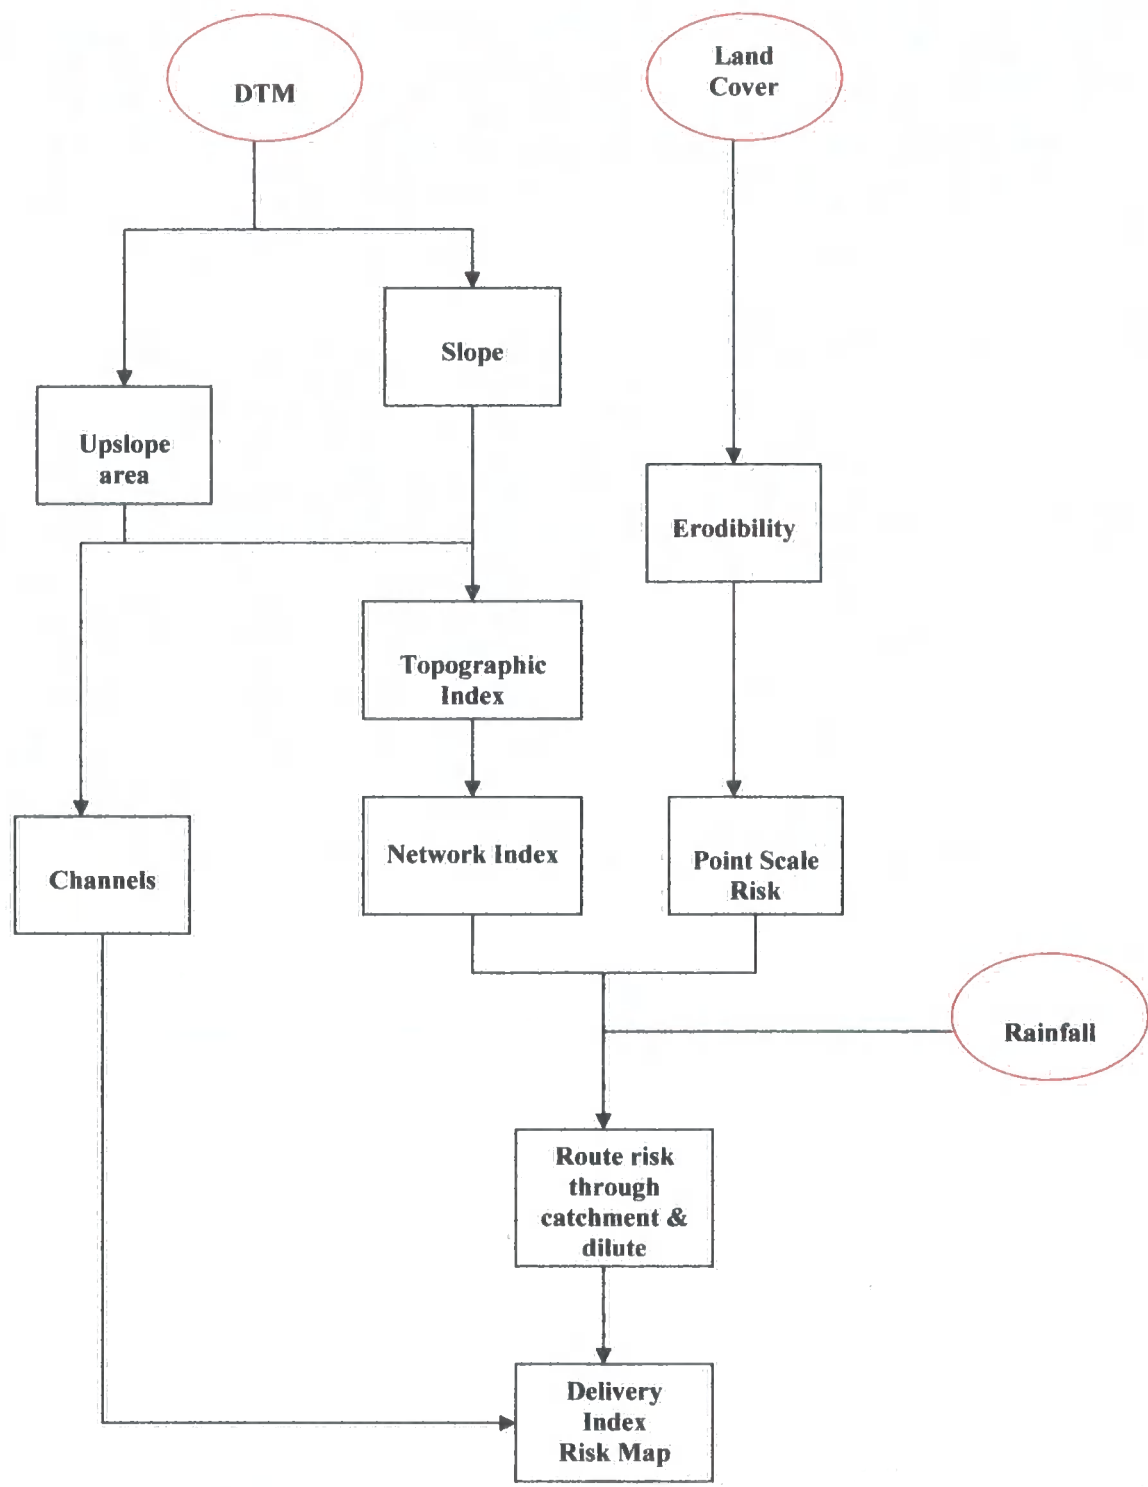 DTM
Land
Cover
Slope
Upslope
area
Erodibility
Topographic
Index
Network Index
Point Scale
Risk
Channels
Rainfall
Route risk
through
catchment &
dilute
Delivery
Index
Risk Map